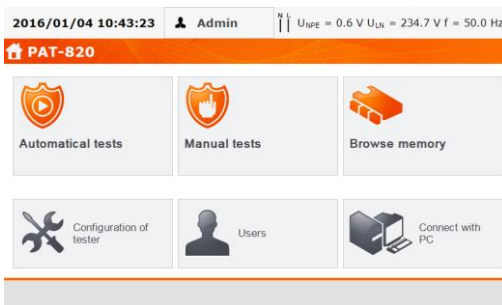 2016/01/04 10:43:23 Admin N L UNPE = 0.6 V ULN = 234.7 V f = 50.0 Hz
PAT-820
Automatical tests Manual tests Browse memory
Configuration of
tester
Users
Connect with
PC